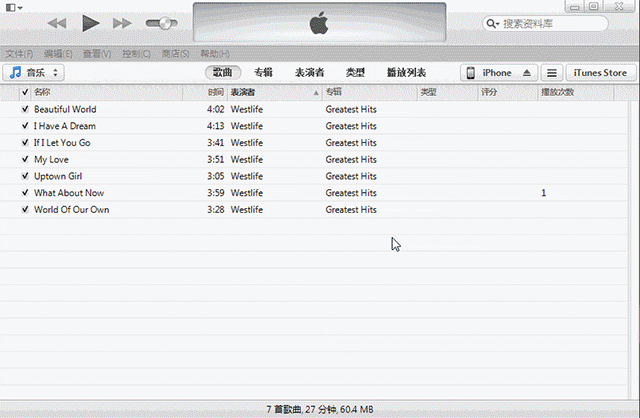 搜索资料库
文件(F) 编辑(E) 查看(V) 控制(C) 商店(S) 帮助(H)
音乐 歌曲 专辑 表演者 类型 播放列表 iPhone iTunes Store
名称 时间 表演者 专辑 类型 评分 播放次数
Beautiful World 4:02 Westlife Greatest Hits
I Have A Dream 4:13 Westlife Greatest Hits
If I Let You Go 3:41 Westlife Greatest Hits
My Love 3:51 Westlife Greatest Hits
Uptown Girl 3:05 Westlife Greatest Hits
What About Now 3:59 Westlife Greatest Hits 1
World Of Our Own 3:28 Westlife Greatest Hits
7 首歌曲, 27 分钟, 60.4 MB